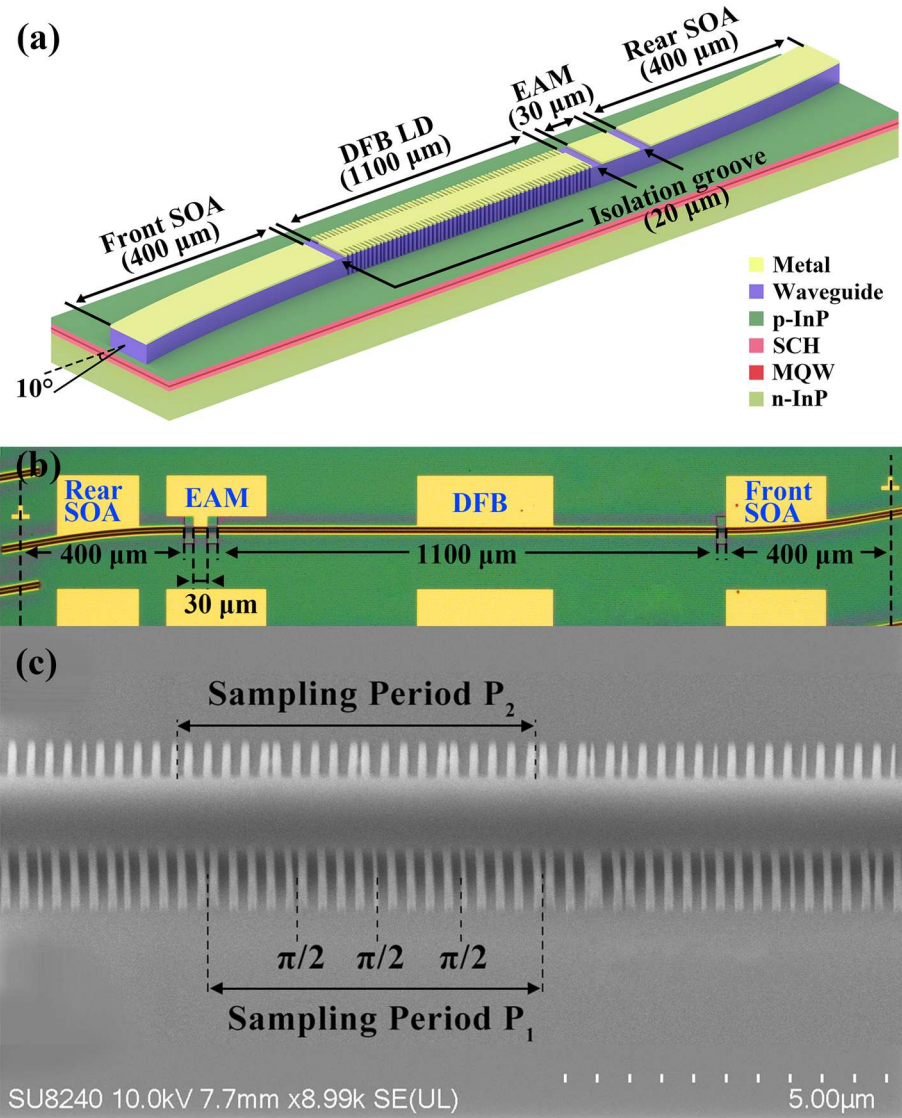 (a)
Rear SOA
(400 μm)
EAM
(30 μm)
DFB LD
(1100 μm)
Front SOA
(400 μm)
Isolation groove
(20 μm)
10°
Metal
Waveguide
p-InP
SCH
MQW
n-InP
(b)
Rear
SOA
EAM
DFB
Front
SOA
400 μm
1100 μm
400 μm
30 μm
(c)
Sampling Period P2
π/2 π/2 π/2
Sampling Period P1
SU8240 10.0kV 7.7mm x8.99k SE(UL)
5.00μm